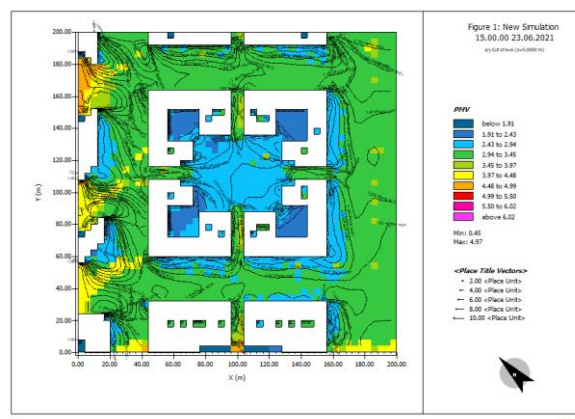 Figure 1: New Simulation
15.00.00 23.06.2021
PMV
below 1.91
1.91 to 2.43
2.43 to 2.94
2.94 to 3.45
3.45 to 3.97
3.97 to 4.48
4.48 to 4.99
4.99 to 5.50
5.50 to 6.02
above 6.02
Min: 0.45
Max: 4.97
<Place Title Vectors>
2.00 <Place Unit>
4.00 <Place Unit>
6.00 <Place Unit>
8.00 <Place Unit>
10.00 <Place Unit>
N
200.00
180.00
160.00
140.00
120.00
100.00
80.00
60.00
40.00
20.00
0.00
Y (m)
0.00 20.00 40.00 60.00 80.00 100.00 120.00 140.00 160.00 180.00 200.00
X (m)